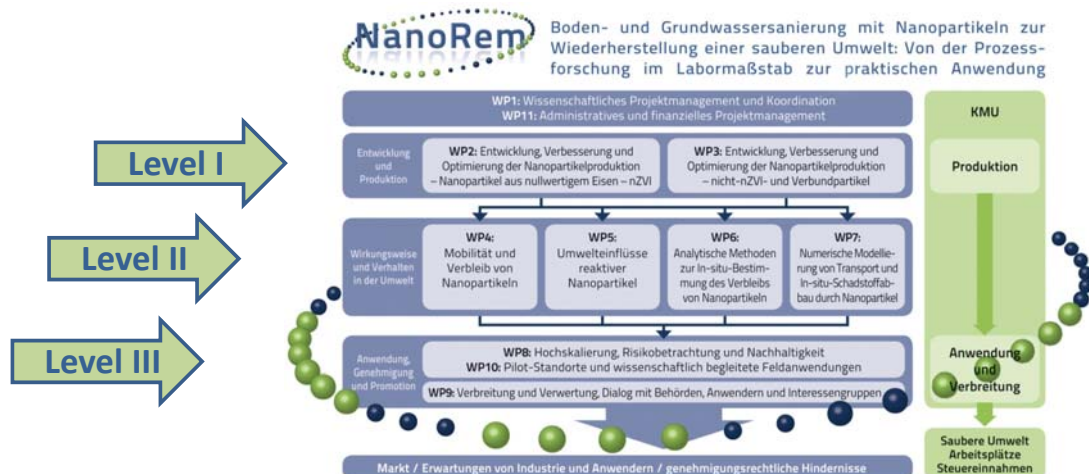 NanoRem
Boden- und Grundwassersanierung mit Nanopartikeln zur
Wiederherstellung einer sauberen Umwelt: Von der Prozess-
forschung im Labormaßstab zur praktischen Anwendung
WP1: Wissenschaftliches Projektmanagement und Koordination
WP11: Administratives und finanzielles Projektmanagement
KMU
Level I
Entwicklung
und
Produktion
WP2: Entwicklung, Verbesserung und
Optimierung der Nanopartikelproduktion
– Nanopartikel aus nullwertigem Eisen – nZVI
WP3: Entwicklung, Verbesserung und
Optimierung der Nanopartikelproduktion
– nicht-nZVI- und Verbundpartikel
Produktion
Level II
Wirkungsweise
und Verhalten
in der Umwelt
WP4:
Mobilität und
Verbleib von
Nanopartikeln
WP5:
Umwelteinflüsse
reaktiver
Nanopartikel
WP6:
Analytische Methoden
zur In-situ-Bestim-
mung des Verbleibs
von Nanopartikeln
WP7:
Numerische Modellie-
rung von Transport und
In-situ-Schadstoffab-
bau durch Nanopartikel
Level III
Anwendung,
Genehmigung
und Promotion
WP8: Hochskalierung, Risikobetrachtung und Nachhaltigkeit
WP10: Pilot-Standorte und wissenschaftlich begleitete Feldanwendungen
WP9: Verbreitung und Verwertung, Dialog mit Behörden, Anwendern und Interessengruppen
Anwendung
und
Verbreitung
Markt / Erwartungen von Industrie und Anwendern / genehmigungsrechtliche Hindernisse
Saubere Umwelt
Arbeitsplätze
Steuereinnahmen